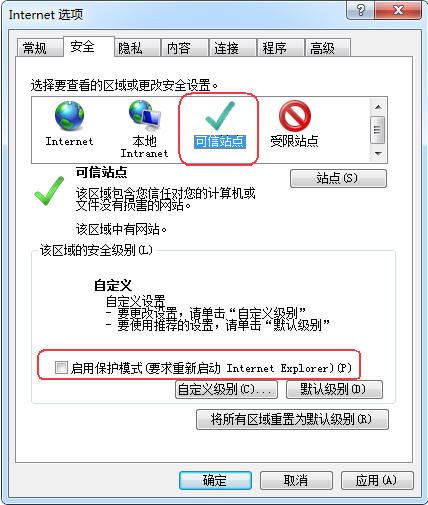 Internet 选项
常规 安全 隐私 内容 连接 程序 高级
选择要查看的区域或更改安全设置。
Internet 本地 Intranet 可信站点 受限站点
可信站点
站点(S)
该区域包含您信任对您的计算机或
文件没有损害的网站。
该区域中有网站。
该区域的安全级别(L)
自定义
自定义设置
- 要更改设置，请单击“自定义级别”
- 要使用推荐的设置，请单击“默认级别”
启用保护模式(要求重新启动 Internet Explorer)(P)
自定义级别(C)... 默认级别(D)
将所有区域重置为默认级别(R)
确定 取消 应用(A)